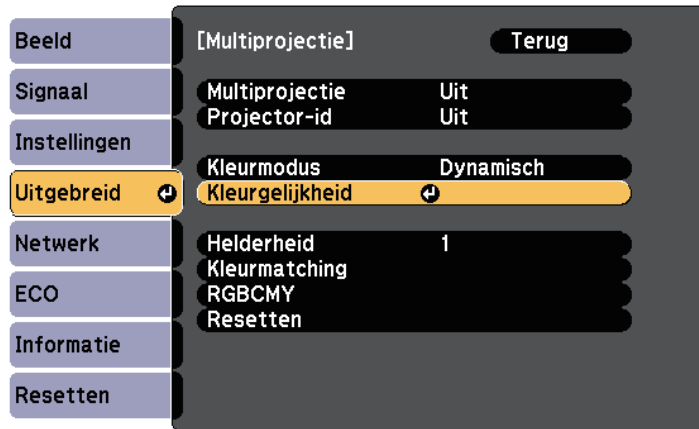 Beeld
Signaal
Instellingen
Uitgebreid
Netwerk
ECO
Informatie
Resetten
[Multiprojectie] Terug
Multiprojectie Uit
Projector-id Uit
Kleurmodus Dynamisch
Kleurgelijkheid
Helderheid 1
Kleurmatching
RGBCMY
Resetten